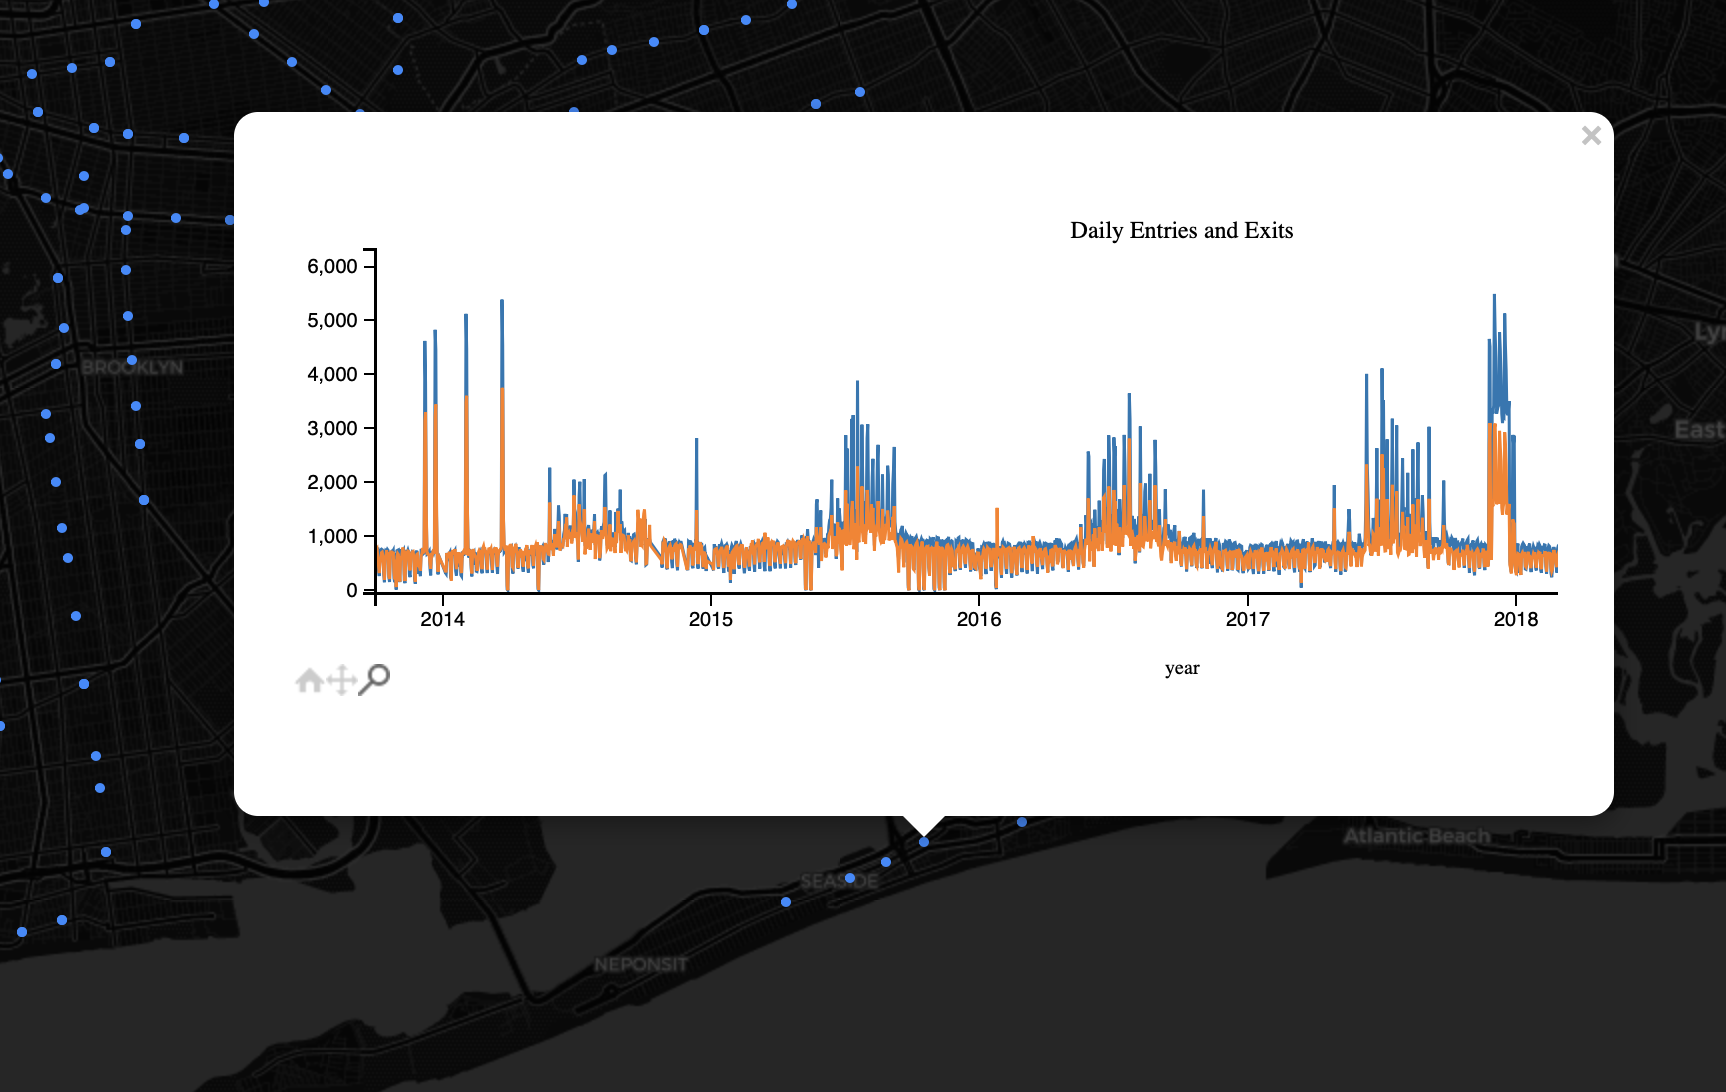 Daily Entries and Exits
6,000
5,000
4,000
3,000
2,000
1,000
0
2014
2015
2016
2017
2018
year
BROOKLYN
Atlantic Beach
SEASIDE
NEPONSIT
East